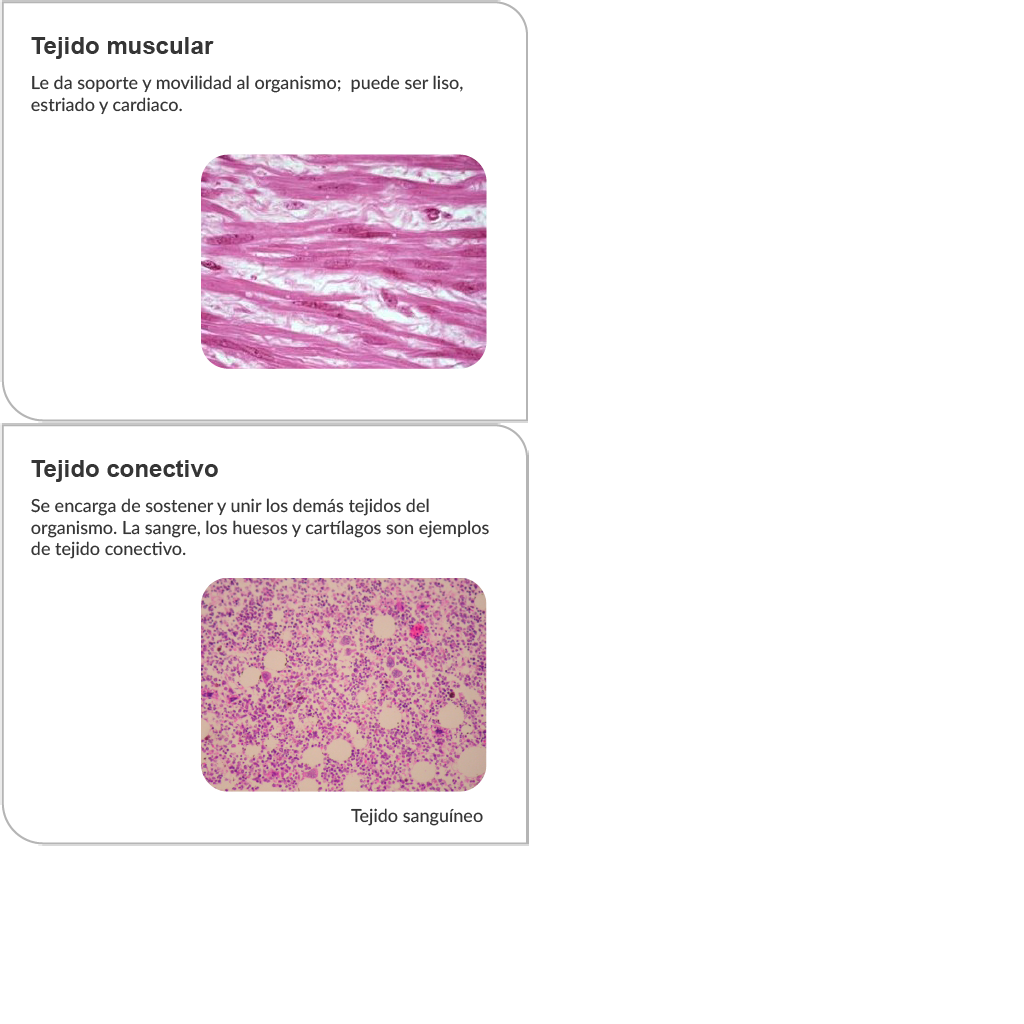 Tejido muscular
Le da soporte y movilidad al organismo;  puede ser liso,
estriado y cardiaco.
Tejido conectivo
Se encarga de sostener y unir los demás tejidos del
organismo. La sangre, los huesos y cartílagos son ejemplos
de tejido conectivo.
Tejido sanguíneo